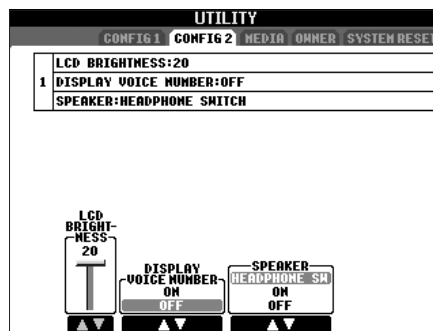 UTILITY
CONFIG 1 CONFIG 2 MEDIA OWNER SYSTEM RESET
LCD BRIGHTNESS:20
1 DISPLAY VOICE NUMBER:OFF
SPEAKER:HEADPHONE SWITCH
LCD
BRIGHT-
NESS
20
DISPLAY
VOICE NUMBER
ON
OFF
SPEAKER
HEADPHONE SW
ON
OFF